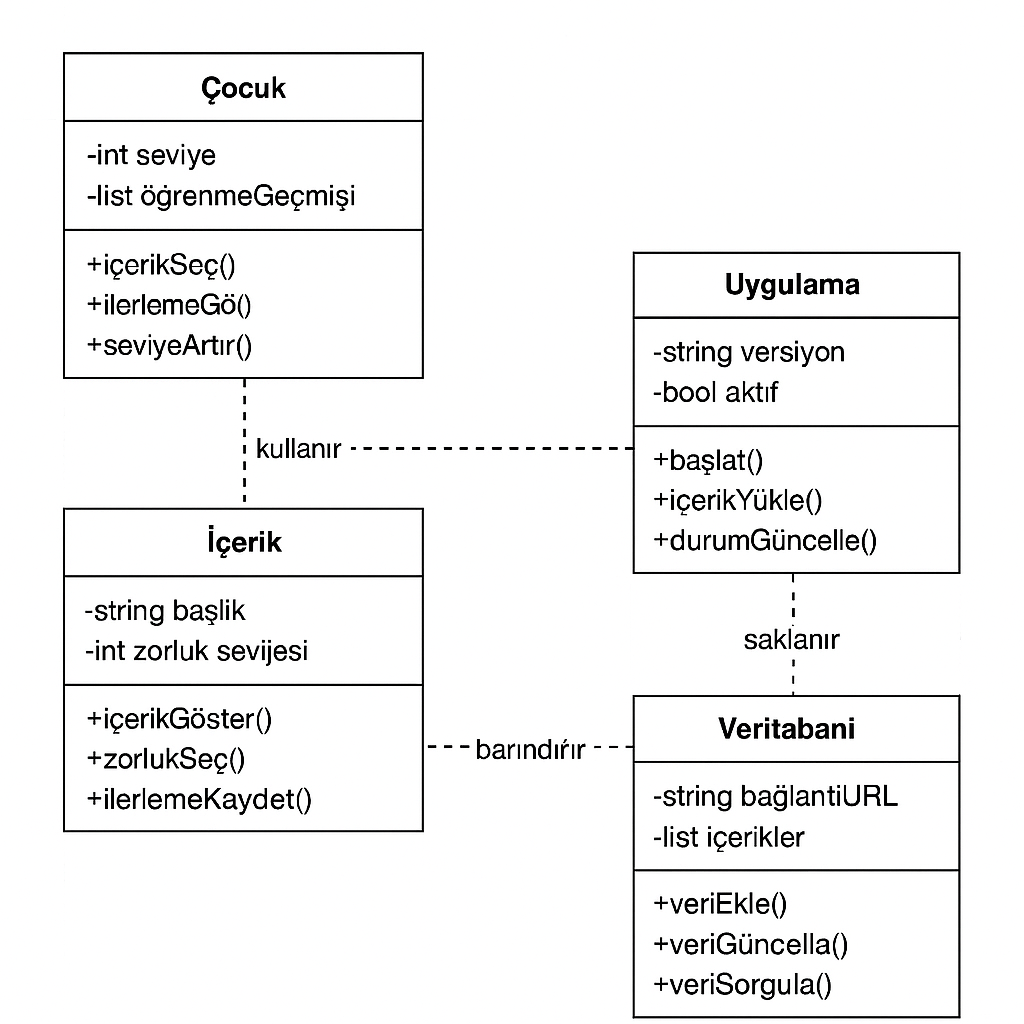 Çocuk
-int seviye
-list öğrenmeGeçmişi
+içerikSeç()
+ilerlemeGö()
+seviyeArtır()
kullanır
Uygulama
-string versiyon
-bool aktıf
+başlat()
+içerikYükle()
+durumGüncelle()
saklanır
İçerik
-string başlik
-int zorluk sevijesi
+içerikGöster()
+zorlukSeç()
+ilerlemeKaydet()
barındıŕır
Veritabani
-string bağlantiURL
-list içerikler
+veriEkle()
+veriGüncella()
+veriSorgula()